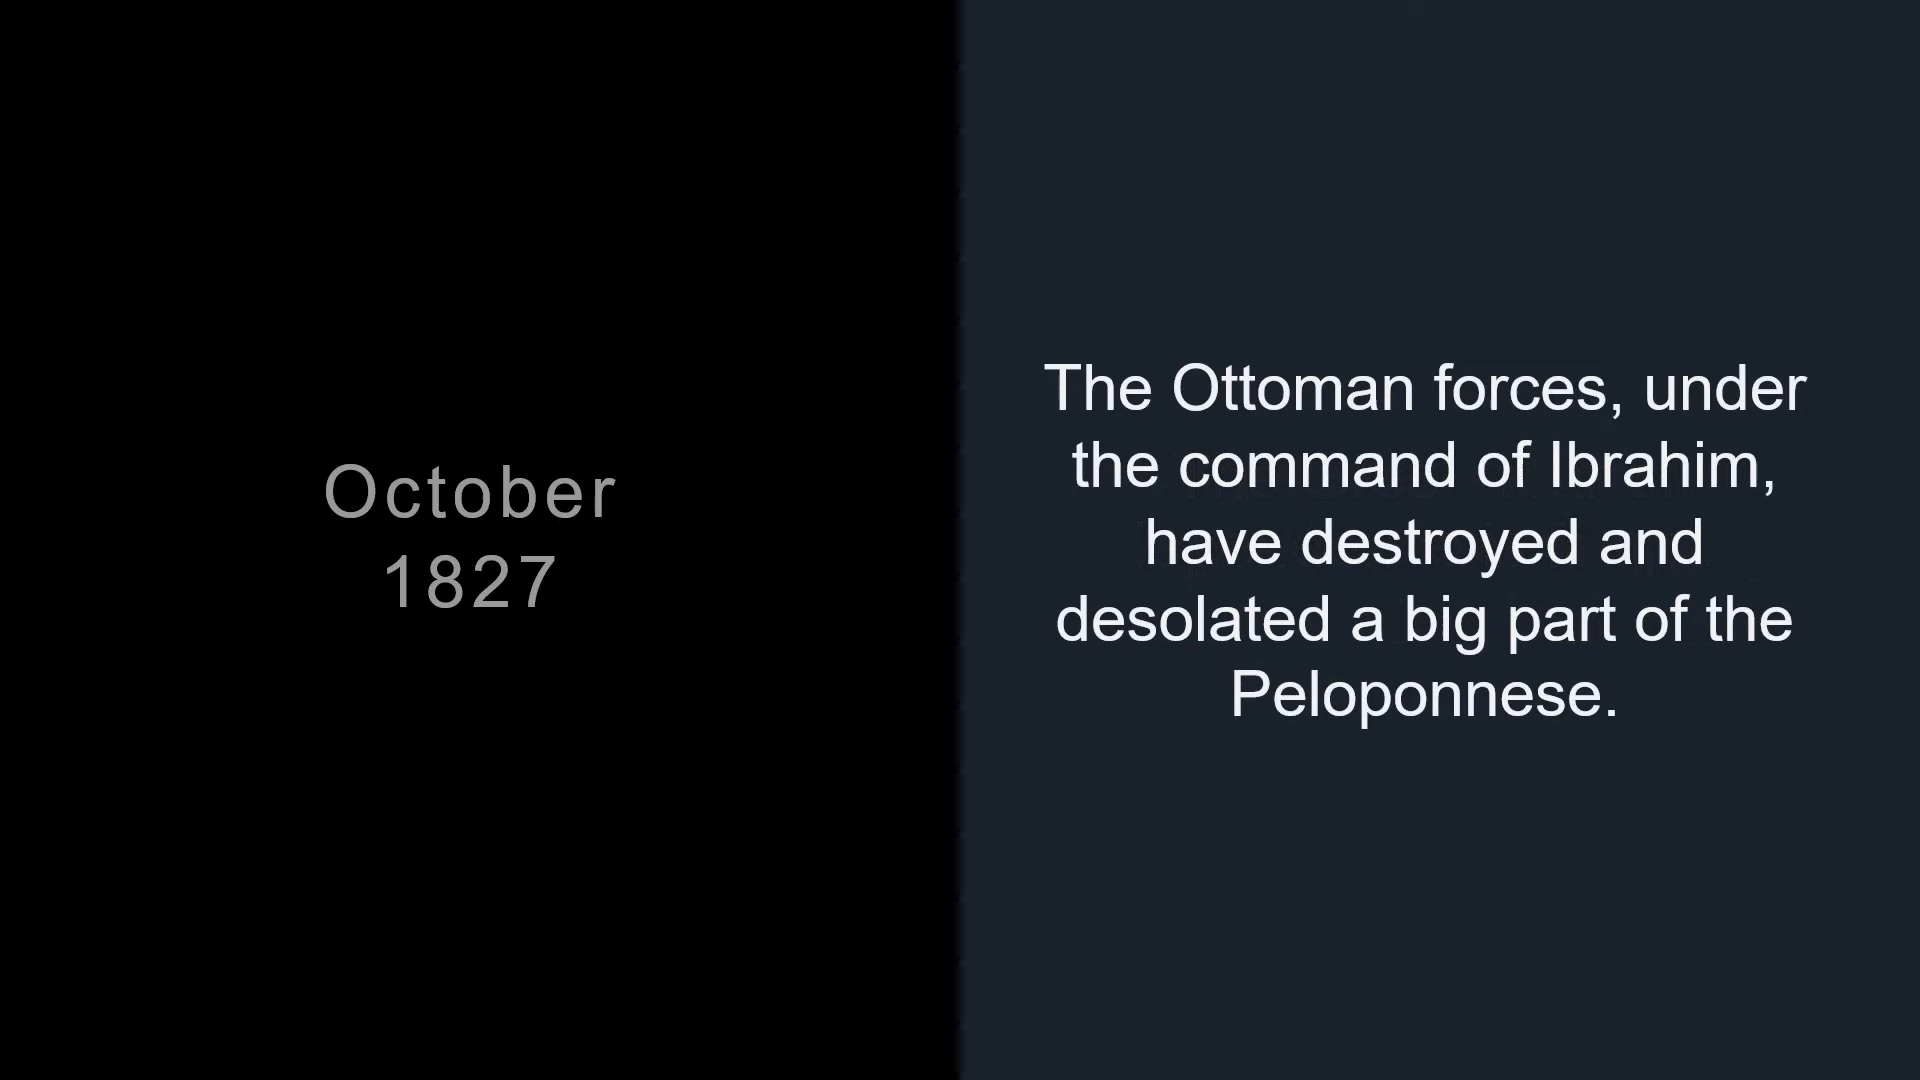 October
1827
The Ottoman forces, under
the command of Ibrahim,
have destroyed and
desolated a big part of the
Peloponnese.